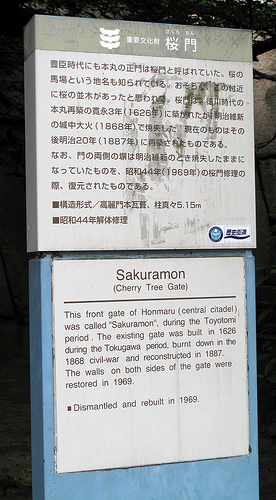 さくら もん
重要文化財 桜門
豊臣時代にも本丸の正門は桜門と呼ばれていた。桜の
馬場という地名も知られており、おそらくこの付近
に桜の並木があったと思われる。桜門は、徳川時代の
本丸再築の寛永3年(1626年)に築かれたが、明治維新
の城中大火(1868年)で焼失した。現在のものはその
後明治20年(1887年)に再築されたものである。
なお、門の両側の塀は明治維新のとき焼失したままに
なっていたものを、昭和44年(1969年)の桜門修理の
際、復元されたものである。
■構造形式/高麗門本瓦葺、柱真々5.15m
■昭和44年解体修理
歴史街道
Sakuramon
(Cherry Tree Gate)
This front gate of Honmaru (central citadel)
was called "Sakuramon", during the Toyotomi
period. The existing gate was built in 1626
during the Tokugawa period, burnt down in the
1868 civil-war and reconstructed in 1887.
The walls on both sides of the gate were
restored in 1969.
■ Dismantled and rebuilt in 1969.